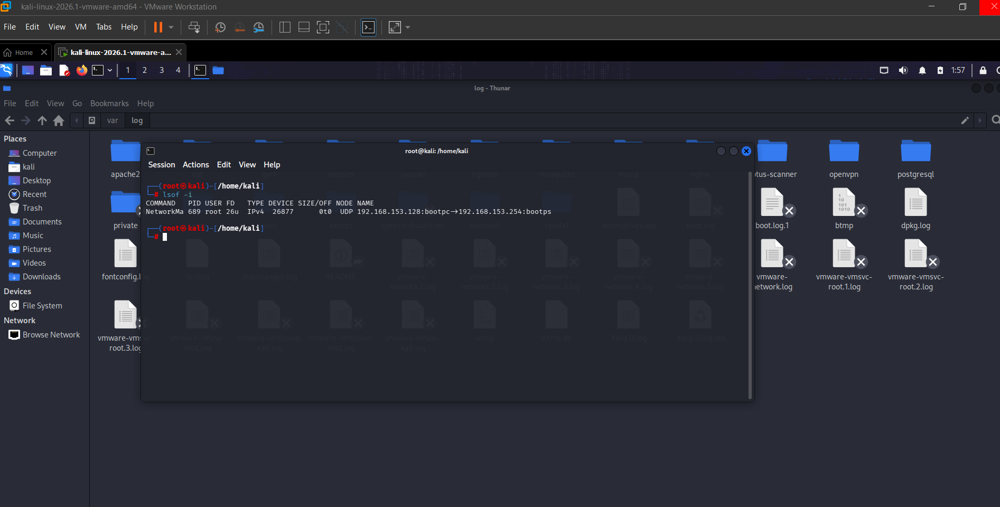 kali-linux-2026.1-vmware-amd64 - VMware Workstation
File Edit View VM Tabs Help
Home kali-linux-2026.1-vmware-a...
1 2 3 4 1:57
log - Thunar
File Edit View Go Bookmarks Help
var log
Places
Computer
kali
Desktop
Recent
Trash
Documents
Music
Pictures
Videos
Downloads
Devices
File System
Network
Browse Network
root@kali: /home/kali
Session Actions Edit View Help
┌──(root㉿kali)-[/home/kali]
└─# lsof -i
COMMAND PID USER FD TYPE DEVICE SIZE/OFF NODE NAME
NetworkMa 689 root 26u IPv4 26877 0t0 UDP 192.168.153.128:bootpc→192.168.153.254:bootps
┌──(root㉿kali)-[/home/kali]
└─#
apache2 apt gvm inetsim journal lightdm mosquitto mysql nginx otus-scanner openvpn postgresql
private samba speech-dispatcher stunnel4 sysstat alternatives.log boot.log boot.log.1 btmp dpkg.log
fontconfig.l lastlog macchanger.log README vmware- vmware- vmware- vmware- vmware- vmware- vmware-vmsvc- vmware-vmsvc-
network.1.log network.2.log network.3.log network.4.log network.5.log etwork.log root.1.log root.2.log
vmware-vmsvc- vmware-vmsvc- vmware-vmtoolsd- vmware-vmtoolsd- vmware-vmusr- wtmp wtmp.db Xorg.0.log Xorg.0.log.old
root.3.log root.log kali.log root.log kali.log